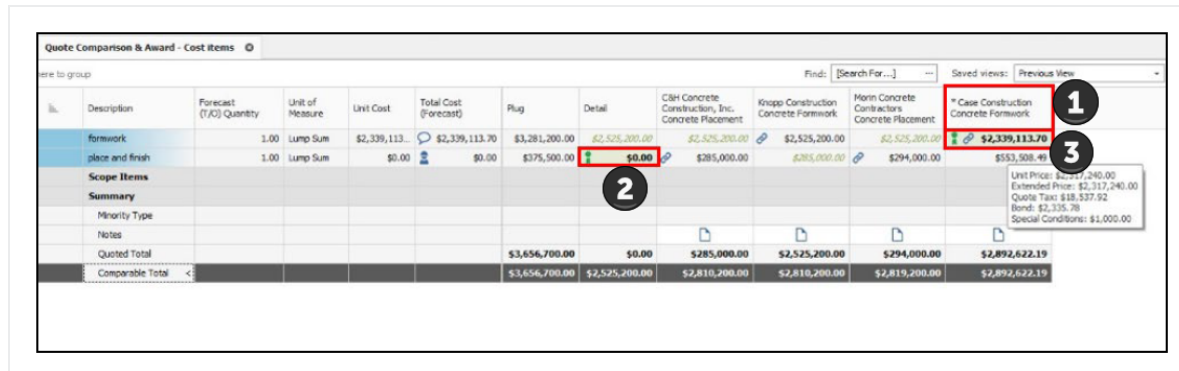 Quote Comparison & Award - Cost items
here to group
Find: [Search For...] ... Saved views: Previous View
Description Forecast (T/O) Quantity Unit of Measure Unit Cost Total Cost (Forecast) Plug Detail C&H Concrete Construction, Inc. Concrete Placement Knopp Construction Concrete Formwork Morin Concrete Contractors Concrete Placement * Case Construction Concrete Formwork 1
formwork 1.00 Lump Sum $2,339,113... $2,339,113.70 $3,281,200.00 $2,525,200.00 $2,525,200.00 $2,525,200.00 $2,525,200.00 $2,339,113.70 3
place and finish 1.00 Lump Sum $0.00 $0.00 $375,500.00 $0.00 $285,000.00 $285,000.00 $294,000.00 $553,508.49
Scope Items 2
Unit Price: $2,317,240.00
Summary
Extended Price: $2,317,240.00
Quote Tax: $18,537.92
Minority Type
Bond: $2,335.78
Special Conditions: $1,000.00
Notes
Quoted Total $3,656,700.00 $0.00 $285,000.00 $2,525,200.00 $294,000.00 $2,892,622.19
Comparable Total < $3,656,700.00 $2,525,200.00 $2,810,200.00 $2,810,200.00 $2,819,200.00 $2,892,622.19